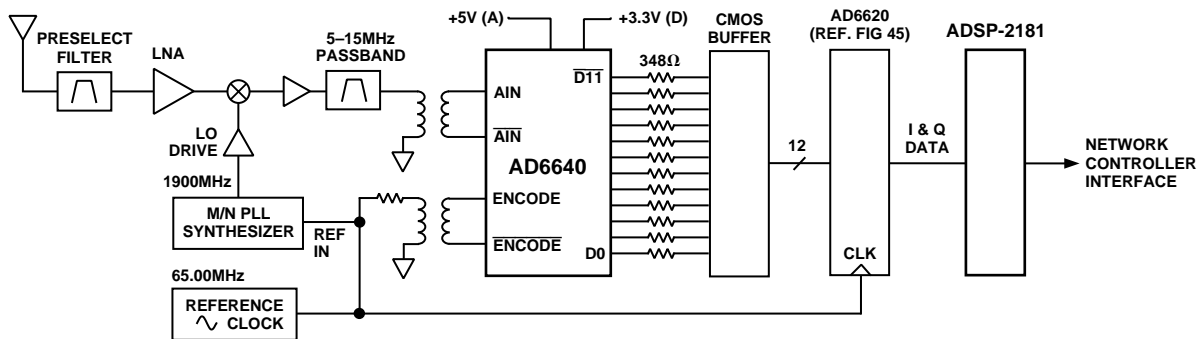 PRESELECT
FILTER
LNA
LO
DRIVE
1900MHz
M/N PLL
SYNTHESIZER
REF
IN
65.00MHz
REFERENCE
CLOCK
5–15MHz
PASSBAND
+5V (A)
+3.3V (D)
AIN
AIN
AD6640
ENCODE
ENCODE
D11
D0
348Ω
CMOS
BUFFER
12
AD6620
(REF. FIG 45)
CLK
I & Q
DATA
ADSP-2181
NETWORK
CONTROLLER
INTERFACE